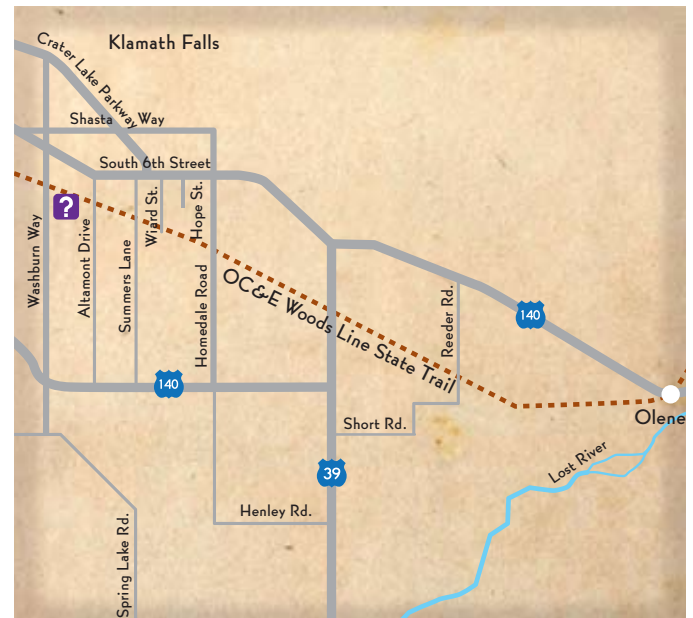 Klamath Falls
Crater Lake Parkway
Shasta Way
South 6th Street
?
Washburn Way
Altamont Drive
Summers Lane
Wiard St.
Hope St.
Homedale Road
OC&E Woods Line State Trail
Reeder Rd.
140
140
Short Rd.
Olene
Lost River
39
Henley Rd.
Spring Lake Rd.